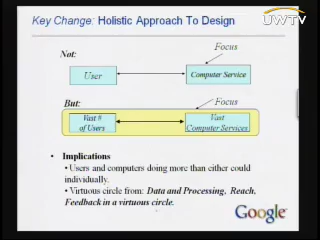 UWTV
Key Change: Holistic Approach To Design
Not:
Focus
User
Computer Service
But:
Focus
Vast #
of Users
Vast
Computer Services
• Implications
• Users and computers doing more than either could
individually.
• Virtuous circle from: Data and Processing, Reach,
Feedback in a virtuous circle.
Google